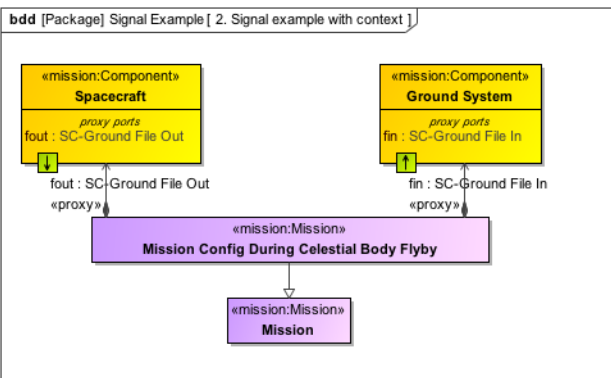 bdd [Package] Signal Example [ 2. Signal example with context ]
«mission:Component»
Spacecraft
proxy ports
fout : SC-Ground File Out
fout : SC-Ground File Out
«proxy»
«mission:Component»
Ground System
proxy ports
fin : SC-Ground File In
fin : SC-Ground File In
«proxy»
«mission:Mission»
Mission Config During Celestial Body Flyby
«mission:Mission»
Mission